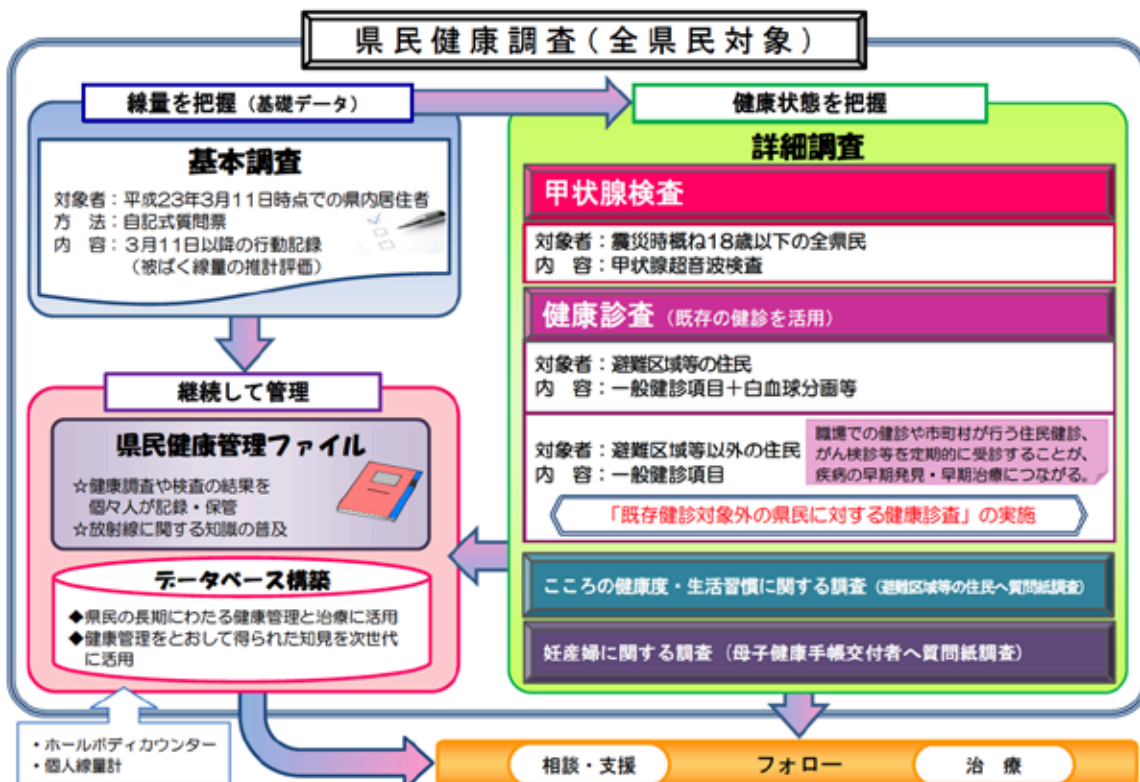 県民健康調査(全県民対象)
線量を把握(基礎データ)
基本調査
対象者:平成23年3月11日時点での県内居住者
方 法:自記式質問票
内 容:3月11日以降の行動記録
(被ばく線量の推計評価)
健康状態を把握
詳細調査
甲状腺検査
対象者:震災時概ね18歳以下の全県民
内 容:甲状腺超音波検査
健康診査(既存の健診を活用)
対象者:避難区域等の住民
内 容:一般健診項目+白血球分画等
対象者:避難区域等以外の住民
内 容:一般健診項目
職場での健診や市町村が行う住民健診、
がん検診等を定期的に受診することが、
疾病の早期発見・早期治療につながる。
「既存健診対象外の県民に対する健康診査」の実施
こころの健康度・生活習慣に関する調査(避難区域等の住民へ質問紙調査)
妊産婦に関する調査(母子健康手帳交付者へ質問紙調査)
継続して管理
県民健康管理ファイル
☆健康調査や検査の結果を
個々人が記録・保管
☆放射線に関する知識の普及
データベース構築
◆県民の長期にわたる健康管理と治療に活用
◆健康管理をとおして得られた知見を次世代
に活用
・ホールボディカウンター
・個人線量計
相談・支援
フォロー
治 療